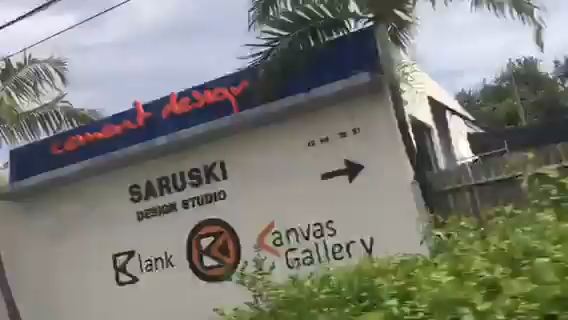 cement design
SARUSKI
DESIGN STUDIO
Blank
Canvas
Gallery